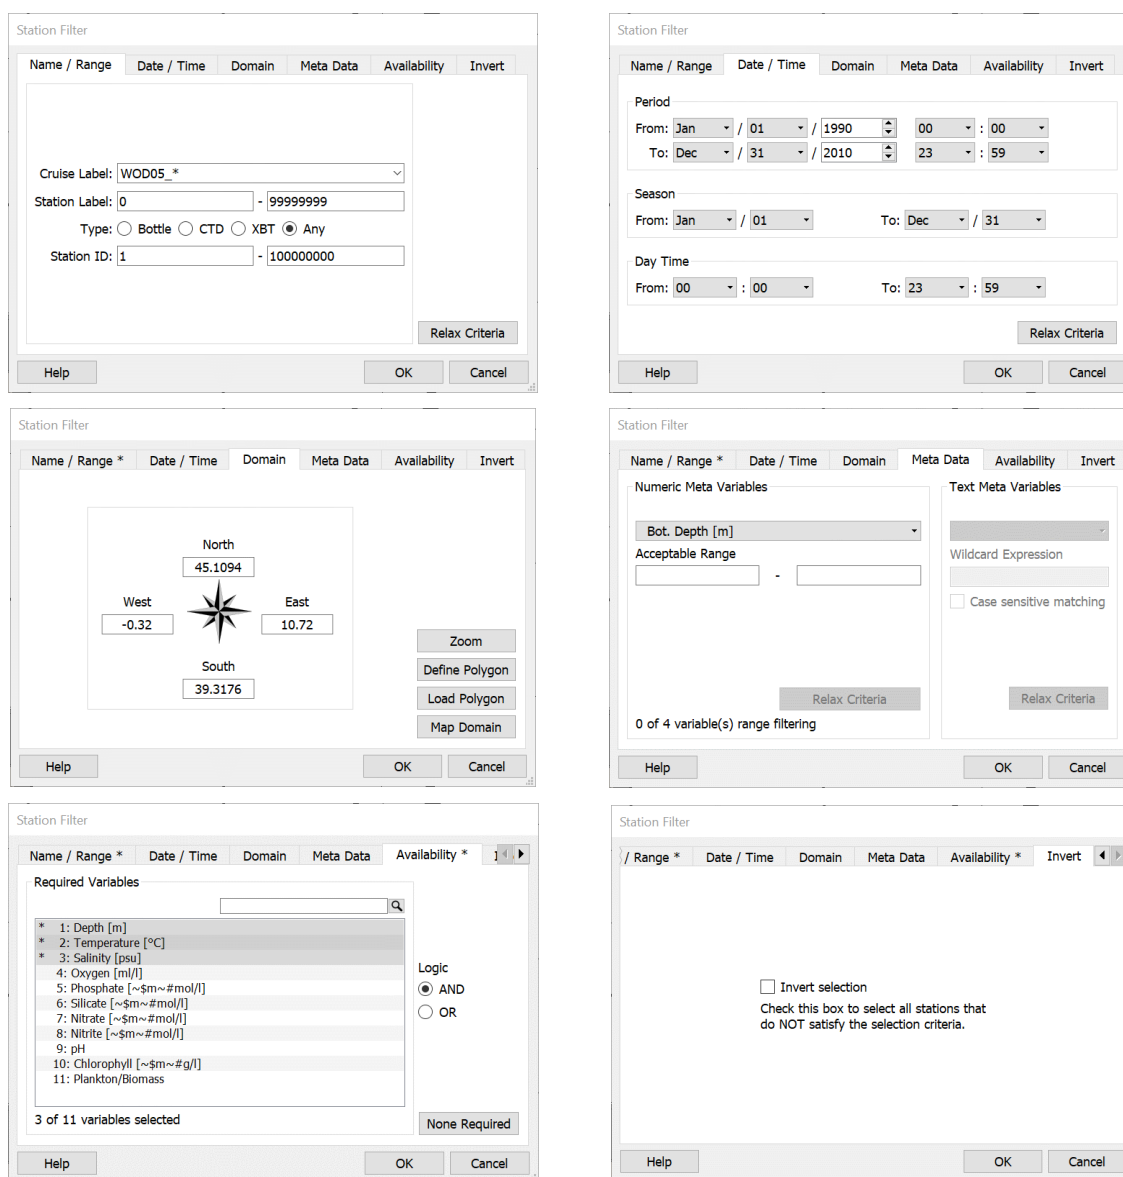 Station Filter
Name / Range Date / Time Domain Meta Data Availability Invert
Cruise Label: WOD05_*
Station Label: 0 - 99999999
Type: Bottle CTD XBT Any
Station ID: 1 - 100000000
Relax Criteria
Help OK Cancel
Station Filter
Name / Range Date / Time Domain Meta Data Availability Invert
Period
From: Jan / 01 / 1990 00 : 00
To: Dec / 31 / 2010 23 : 59
Season
From: Jan / 01 To: Dec / 31
Day Time
From: 00 : 00 To: 23 : 59
Relax Criteria
Help OK Cancel
Station Filter
Name / Range * Date / Time Domain Meta Data Availability Invert
North
45.1094
West East
-0.32 10.72
South
39.3176
Zoom
Define Polygon
Load Polygon
Map Domain
Help OK Cancel
Station Filter
Name / Range * Date / Time Domain Meta Data Availability Invert
Numeric Meta Variables
Bot. Depth [m]
Acceptable Range
-
Relax Criteria
0 of 4 variable(s) range filtering
Text Meta Variables
Wildcard Expression
Case sensitive matching
Relax Criteria
Help OK Cancel
Station Filter
Name / Range * Date / Time Domain Meta Data Availability *
Required Variables
* 1: Depth [m]
* 2: Temperature [°C]
* 3: Salinity [psu]
4: Oxygen [ml/l]
5: Phosphate [~$m~#mol/l]
6: Silicate [~$m~#mol/l]
7: Nitrate [~$m~#mol/l]
8: Nitrite [~$m~#mol/l]
9: pH
10: Chlorophyll [~$m~#g/l]
11: Plankton/Biomass
3 of 11 variables selected
Logic
AND
OR
None Required
Help OK Cancel
Station Filter
/ Range * Date / Time Domain Meta Data Availability * Invert
Invert selection
Check this box to select all stations that
do NOT satisfy the selection criteria.
Help OK Cancel